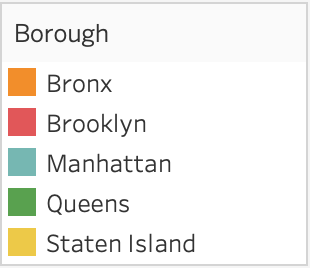 Borough
Bronx
Brooklyn
Manhattan
Queens
Staten Island